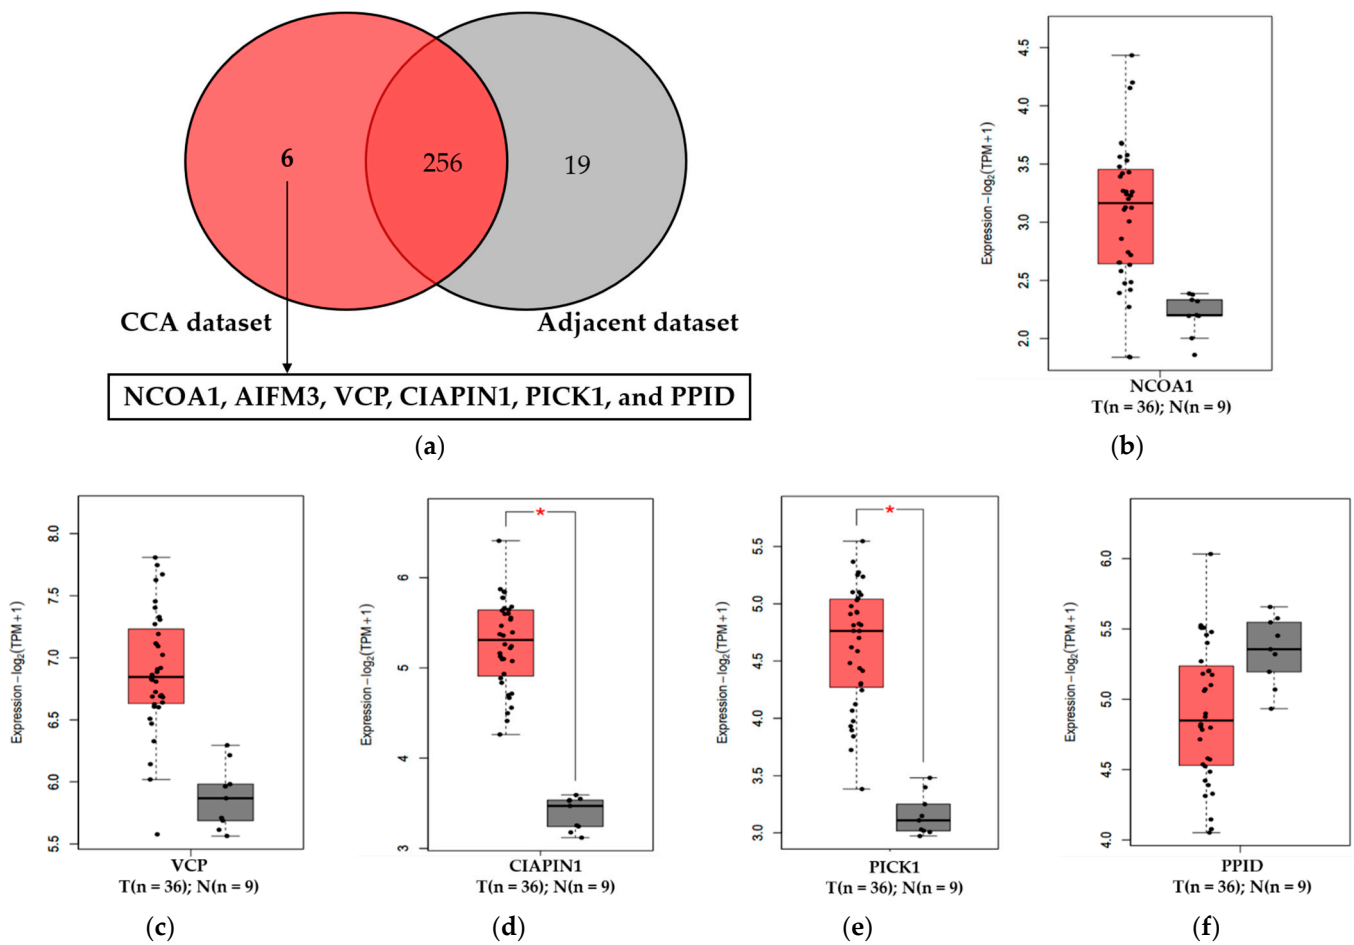 6
256
19
CCA dataset
Adjacent dataset
NCOA1, AIFM3, VCP, CIAPIN1, PICK1, and PPID
(a)
Expression−log2(TPM+1)
4.5
4.0
3.5
3.0
2.5
2.0
NCOA1
T(n = 36); N(n = 9)
(b)
Expression−log2(TPM+1)
8.0
7.5
7.0
6.5
6.0
5.5
VCP
T(n = 36); N(n = 9)
(c)
Expression−log2(TPM+1)
*
6
5
4
3
CIAPIN1
T(n = 36); N(n = 9)
(d)
Expression−log2(TPM+1)
*
5.5
5.0
4.5
4.0
3.5
3.0
PICK1
T(n = 36); N(n = 9)
(e)
Expression−log2(TPM+1)
6.0
5.5
5.0
4.5
4.0
PPID
T(n = 36); N(n = 9)
(f)